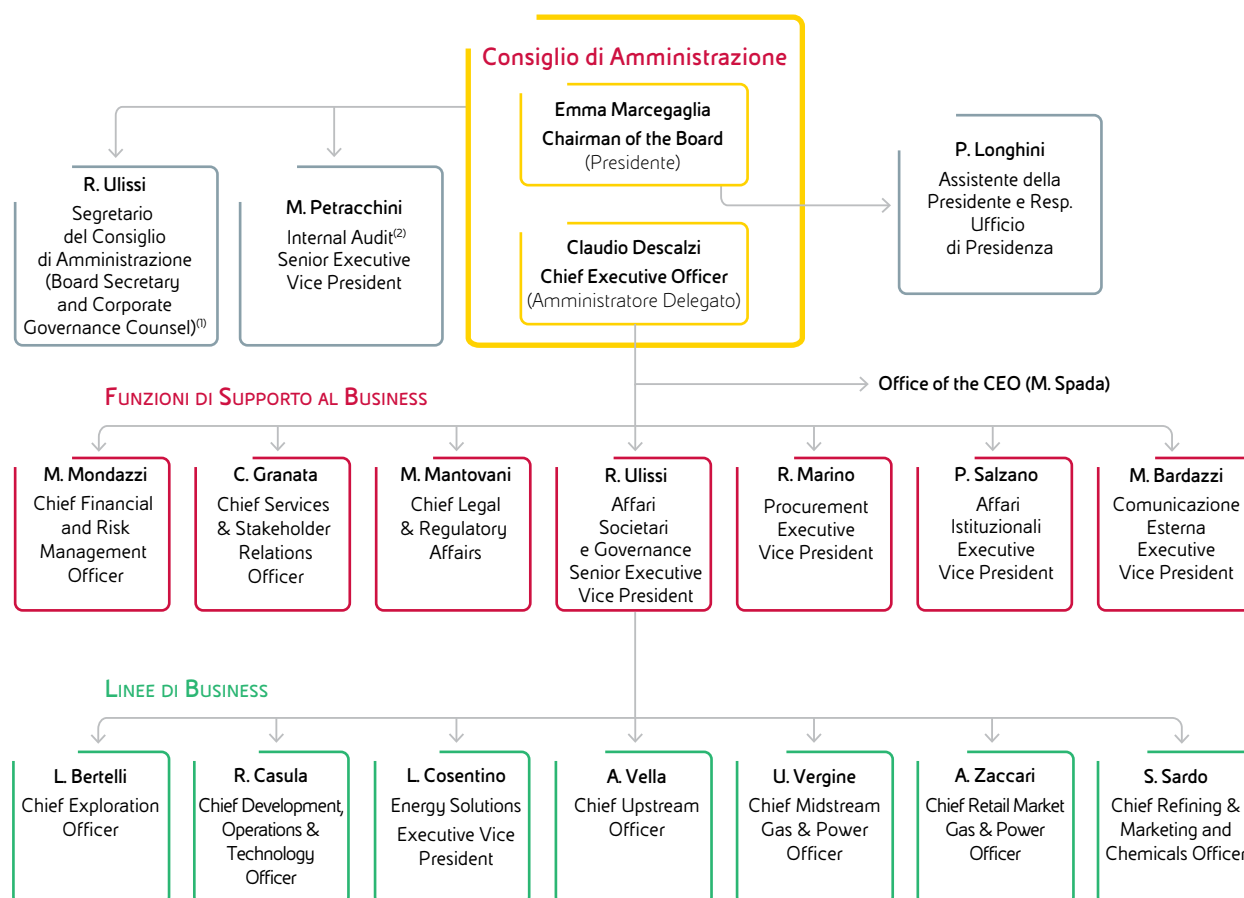 Consiglio di Amministrazione
Emma Marcegaglia
Chairman of the Board
(Presidente)
Claudio Descalzi
Chief Executive Officer
(Amministratore Delegato)
R. Ulissi
Segretario
del Consiglio
di Amministrazione
(Board Secretary
and Corporate
Governance Counsel)(1)
M. Petracchini
Internal Audit(2)
Senior Executive
Vice President
P. Longhini
Assistente della
Presidente e Resp.
Ufficio
di Presidenza
Office of the CEO (M. Spada)
Funzioni di Supporto al Business
M. Mondazzi
Chief Financial
and Risk
Management
Officer
C. Granata
Chief Services
& Stakeholder
Relations
Officer
M. Mantovani
Chief Legal
& Regulatory
Affairs
R. Ulissi
Affari
Societari
e Governance
Senior Executive
Vice President
R. Marino
Procurement
Executive
Vice President
P. Salzano
Affari
Istituzionali
Executive
Vice President
M. Bardazzi
Comunicazione
Esterna
Executive
Vice President
Linee di Business
L. Bertelli
Chief Exploration
Officer
R. Casula
Chief Development,
Operations &
Technology
Officer
L. Cosentino
Energy Solutions
Executive Vice
President
A. Vella
Chief Upstream
Officer
U. Vergine
Chief Midstream
Gas & Power
Officer
A. Zaccari
Chief Retail Market
Gas & Power
Officer
S. Sardo
Chief Refining &
Marketing and
Chemicals Officer